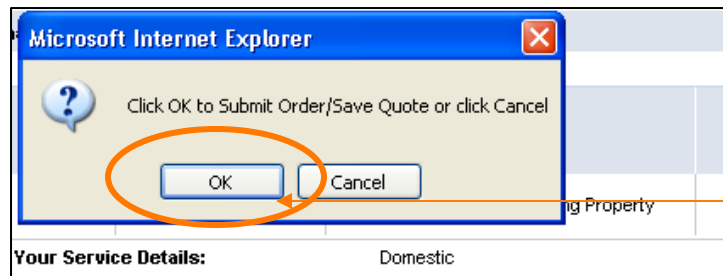 Microsoft Internet Explorer
Click OK to Submit Order/Save Quote or click Cancel
OK Cancel
Property
Your Service Details: Domestic